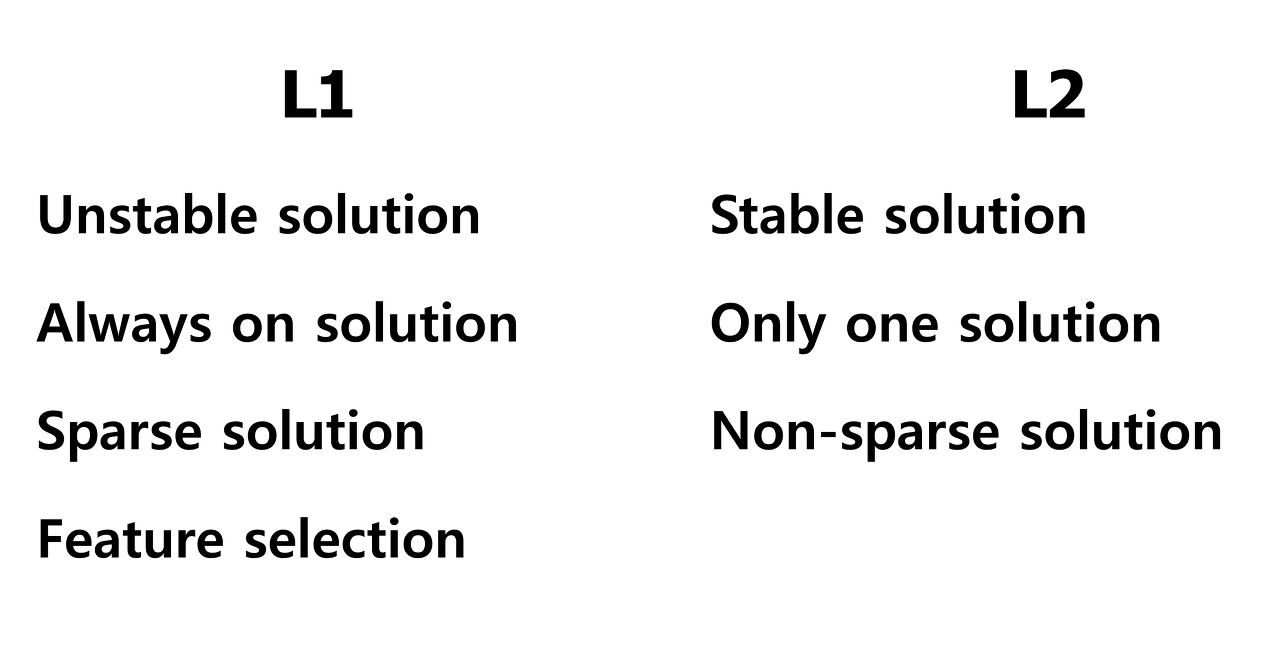 L1
Unstable solution
Always on solution
Sparse solution
Feature selection
L2
Stable solution
Only one solution
Non-sparse solution